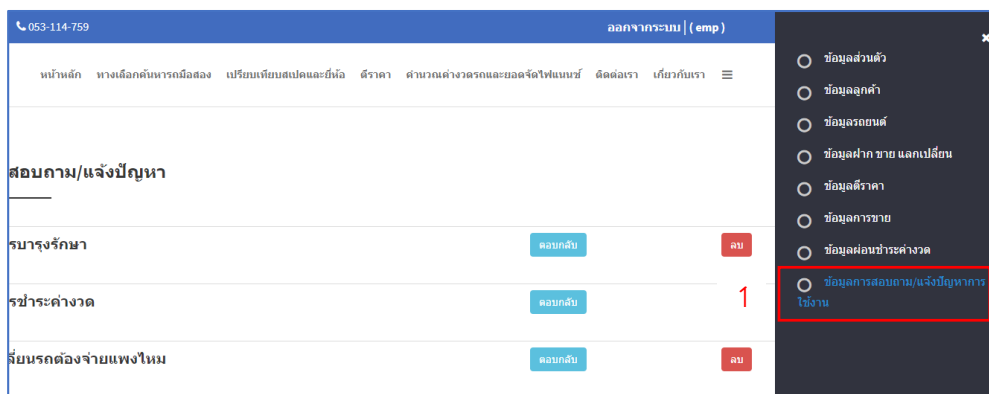 053-114-759
ออกจากระบบ | ( emp )
หน้าหลัก ทางเลือกค้นหารถมือสอง เปรียบเทียบสเปคและยี่ห้อ ตีราคา คำนวณค่างวดรถและยอดจัดไฟแนนซ์ ติดต่อเรา เกี่ยวกับเรา
สอบถาม/แจ้งปัญหา
รบารุงรักษา ตอบกลับ ลบ
รชำระค่างวด ตอบกลับ
ลี่ยนรถต้องจ่ายแพงไหม ตอบกลับ ลบ
×
ข้อมูลส่วนตัว
ข้อมูลลูกค้า
ข้อมูลรถยนต์
ข้อมูลฝาก ขาย แลกเปลี่ยน
ข้อมูลตีราคา
ข้อมูลการขาย
ข้อมูลผ่อนชำระค่างวด
ข้อมูลการสอบถาม/แจ้งปัญหาการ
ใช้งาน
1